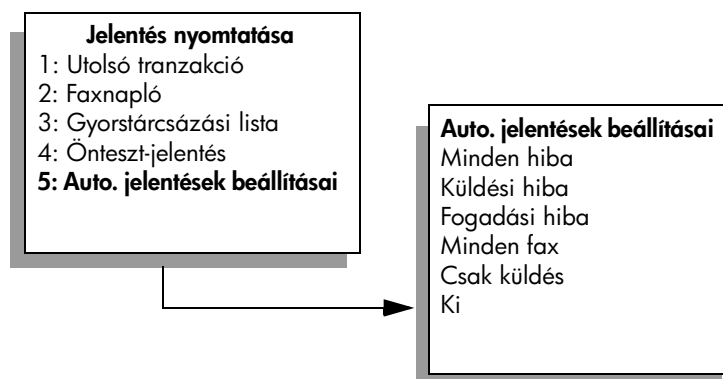 Jelentés nyomtatása
1: Utolsó tranzakció
2: Faxnapló
3: Gyorstárcsázási lista
4: Önteszt-jelentés
5: Auto. jelentések beállításai
Auto. jelentések beállításai
Minden hiba
Küldési hiba
Fogadási hiba
Minden fax
Csak küldés
Ki